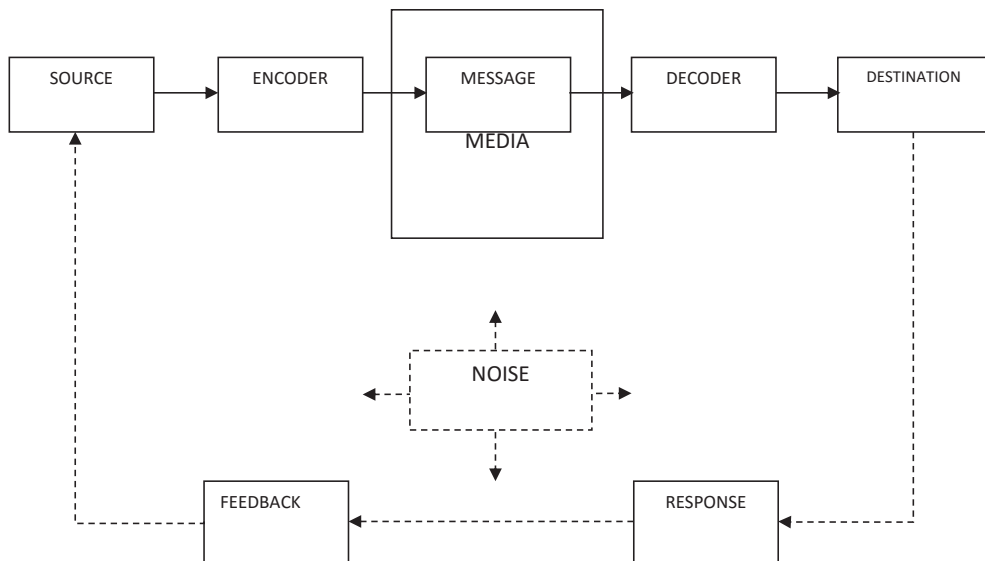 SOURCE
ENCODER
MESSAGE
DECODER
DESTINATION
MEDIA
NOISE
FEEDBACK
RESPONSE